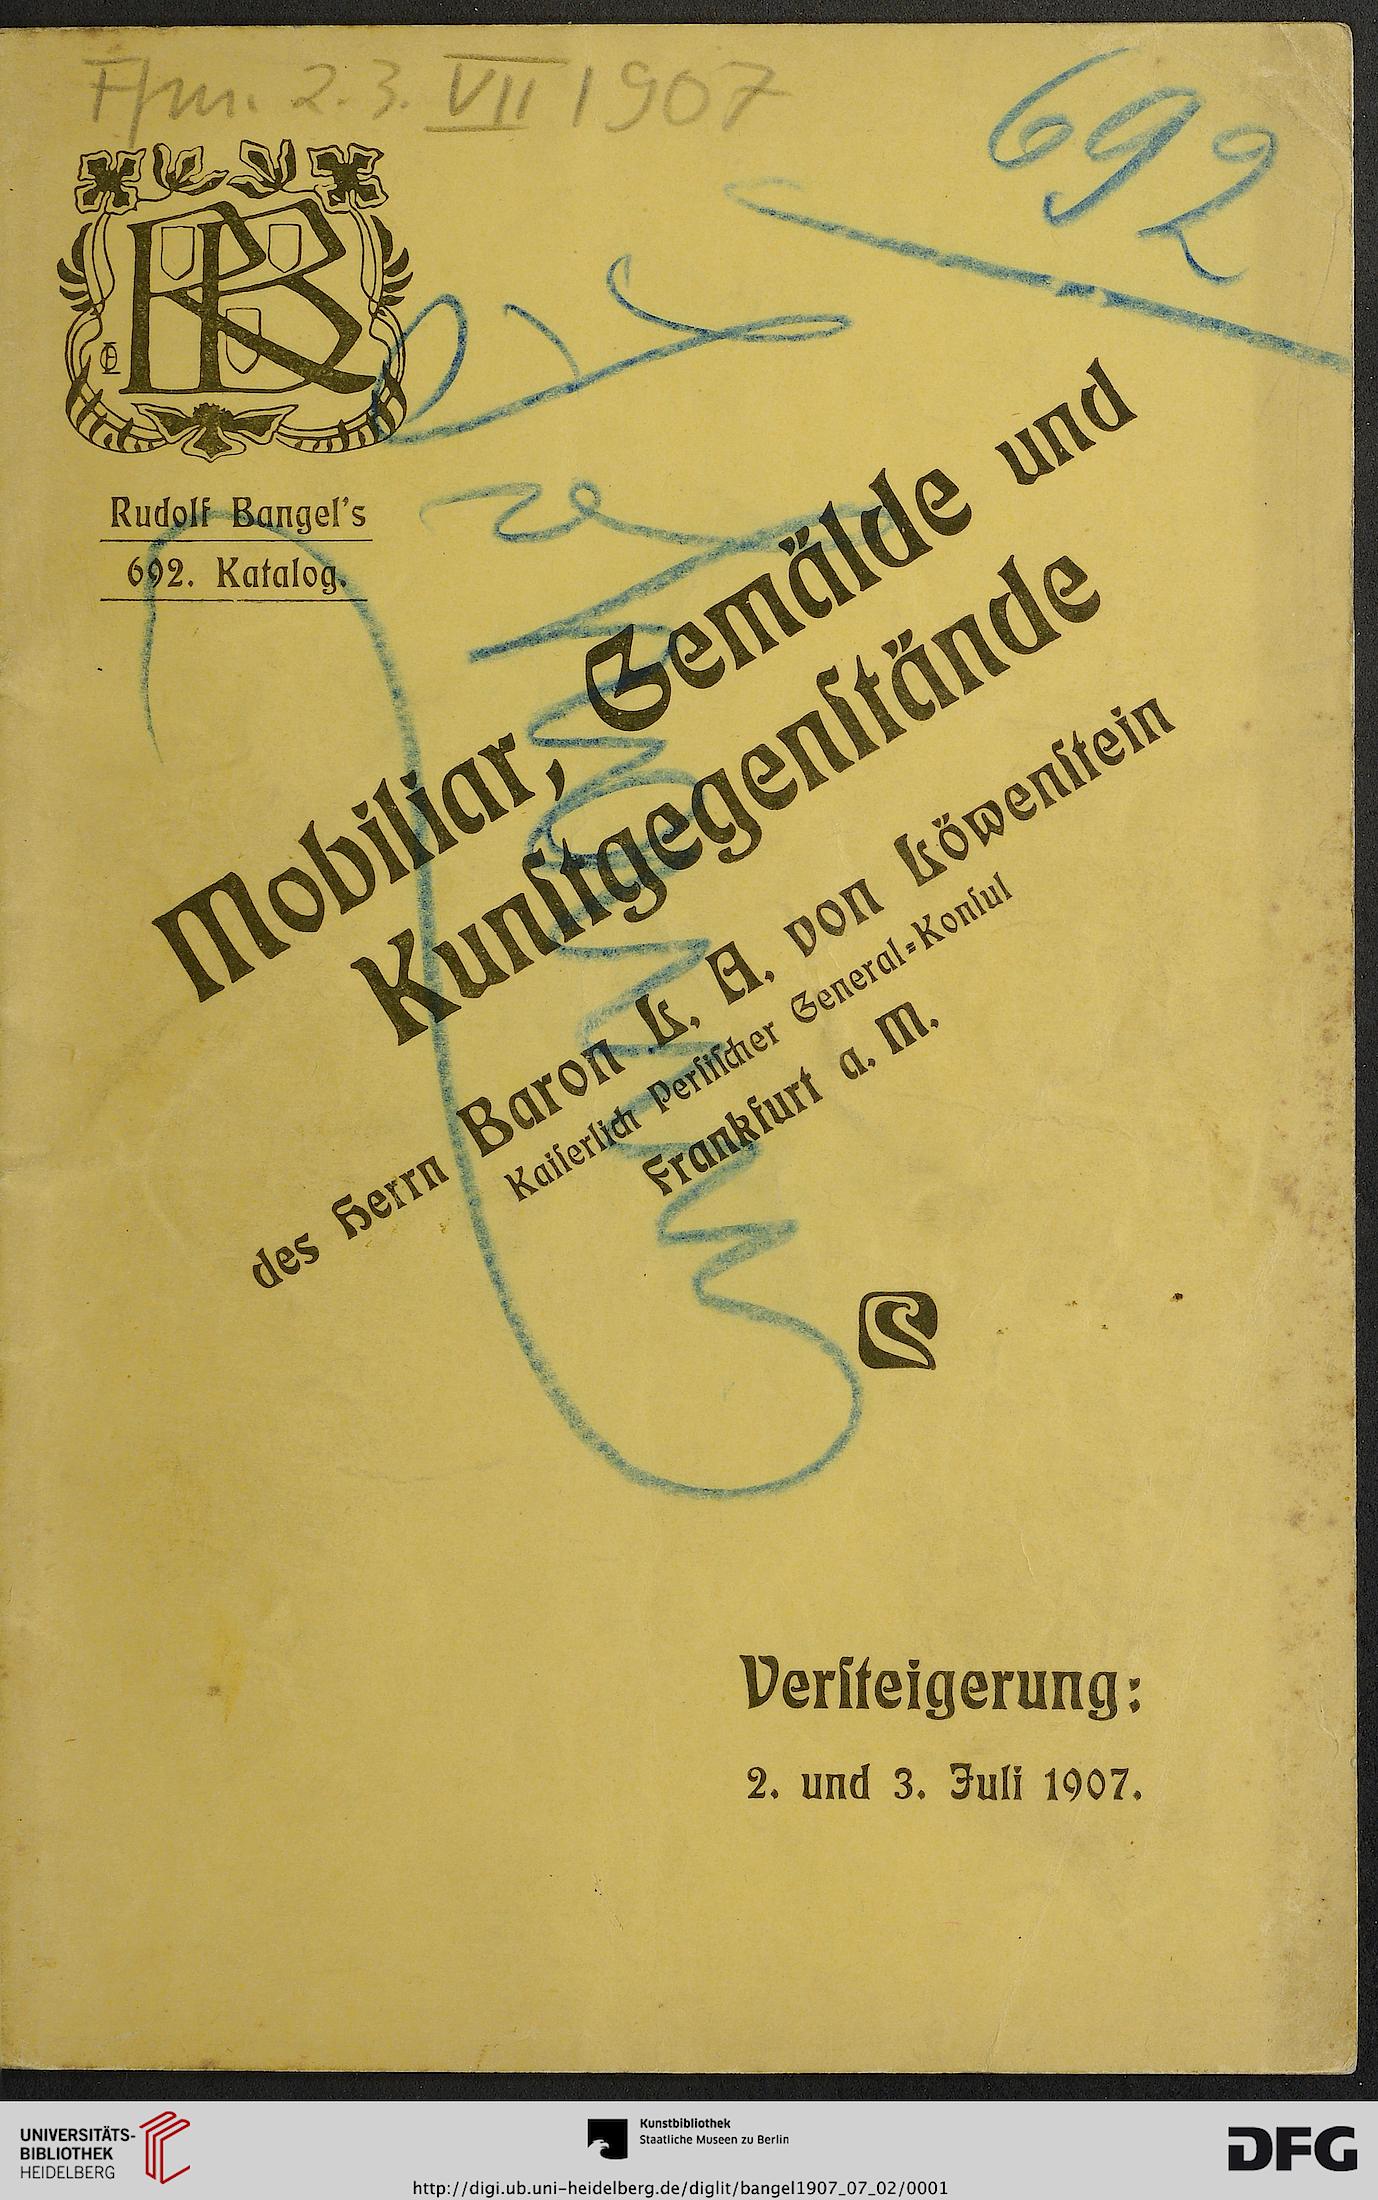 Ffm. 2.3. VII 1907
692
Rudolf Bangel's
692. Katalog.
Mobiliar, Gemälde und
Kunſtgegenſtände
des Herrn Baron L. A. von Löwenſtein
Kaiſerlich Perſiſcher General-Konſul
Frankfurt a. M.
Verſteigerung:
2. und 3. Juli 1907.
UNIVERSITÄTS-
BIBLIOTHEK
HEIDELBERG
Kunstbibliothek
Staatliche Museen zu Berlin
DFG
http://digi.ub.uni-heidelberg.de/diglit/bangel1907_07_02/0001